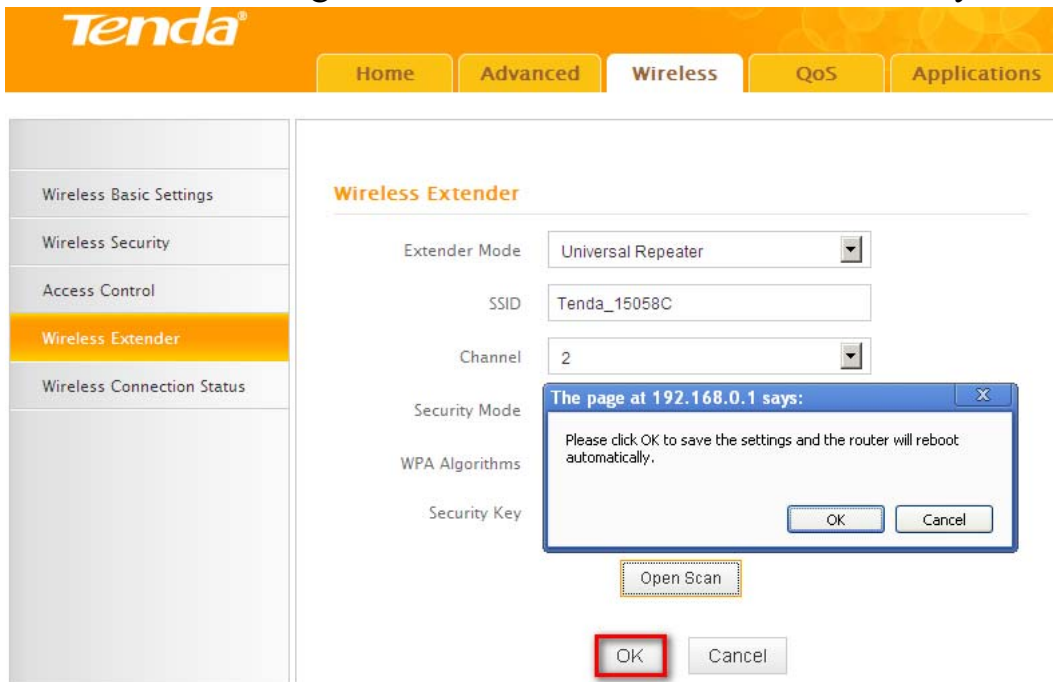 Tenda®
Home Advanced Wireless QoS Applications
Wireless Basic Settings
Wireless Security
Access Control
Wireless Extender
Wireless Connection Status
Wireless Extender
Extender Mode Universal Repeater
SSID Tenda_15058C
Channel 2
Security Mode
WPA Algorithms
Security Key
The page at 192.168.0.1 says: X
Please click OK to save the settings and the router will reboot
automatically.
OK Cancel
Open Scan
OK Cancel